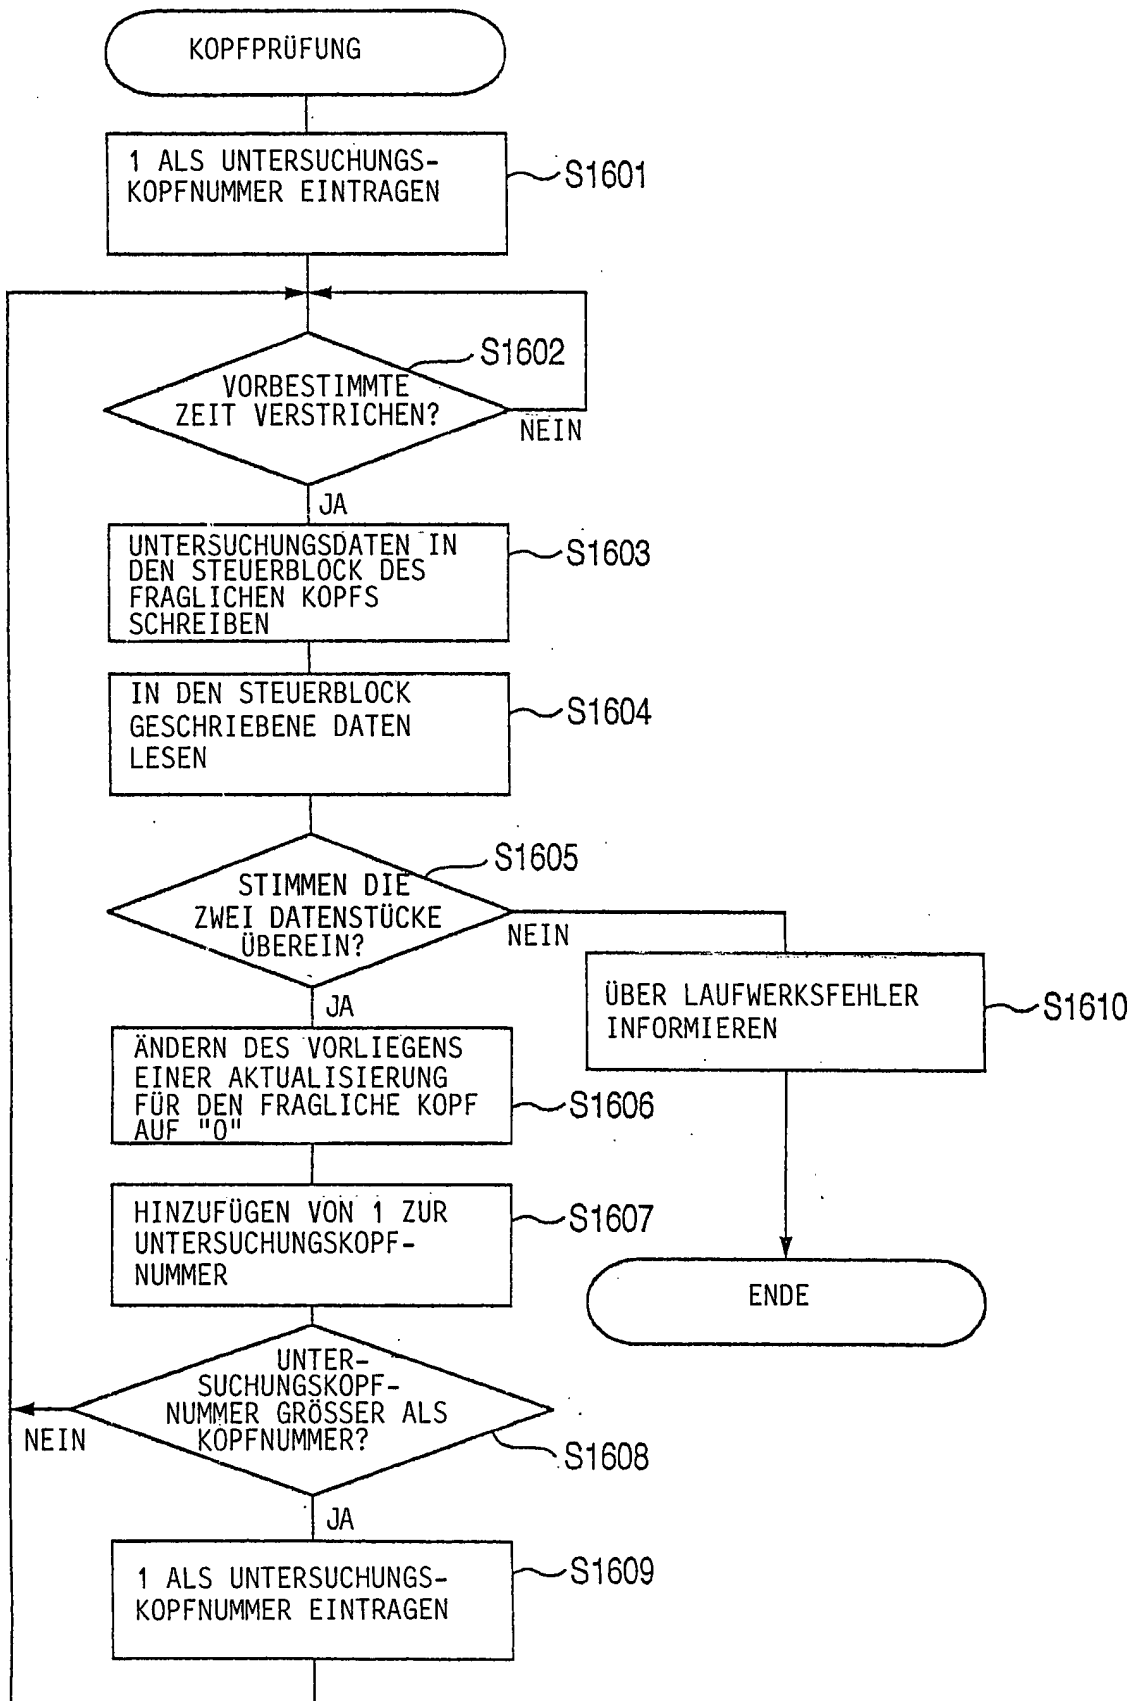 KOPFPRÜFUNG
1 ALS UNTERSUCHUNGS-
KOPFNUMMER EINTRAGEN
S1601
S1602
VORBESTIMMTE
ZEIT VERSTRICHEN?
NEIN
JA
UNTERSUCHUNGSDATEN IN
DEN STEUERBLOCK DES
FRAGLICHEN KOPFS
SCHREIBEN
S1603
IN DEN STEUERBLOCK
GESCHRIEBENE DATEN
LESEN
S1604
S1605
STIMMEN DIE
ZWEI DATENSTÜCKE
ÜBEREIN?
NEIN
JA
ÜBER LAUFWERKSFEHLER
INFORMIEREN
S1610
ÄNDERN DES VORLIEGENS
EINER AKTUALISIERUNG
FÜR DEN FRAGLICHE KOPF
AUF "0"
S1606
HINZUFÜGEN VON 1 ZUR
UNTERSUCHUNGSKOPF-
NUMMER
S1607
ENDE
UNTER-
SUCHUNGSKOPF-
NUMMER GRÖSSER ALS
KOPFNUMMER?
NEIN
S1608
JA
1 ALS UNTERSUCHUNGS-
KOPFNUMMER EINTRAGEN
S1609